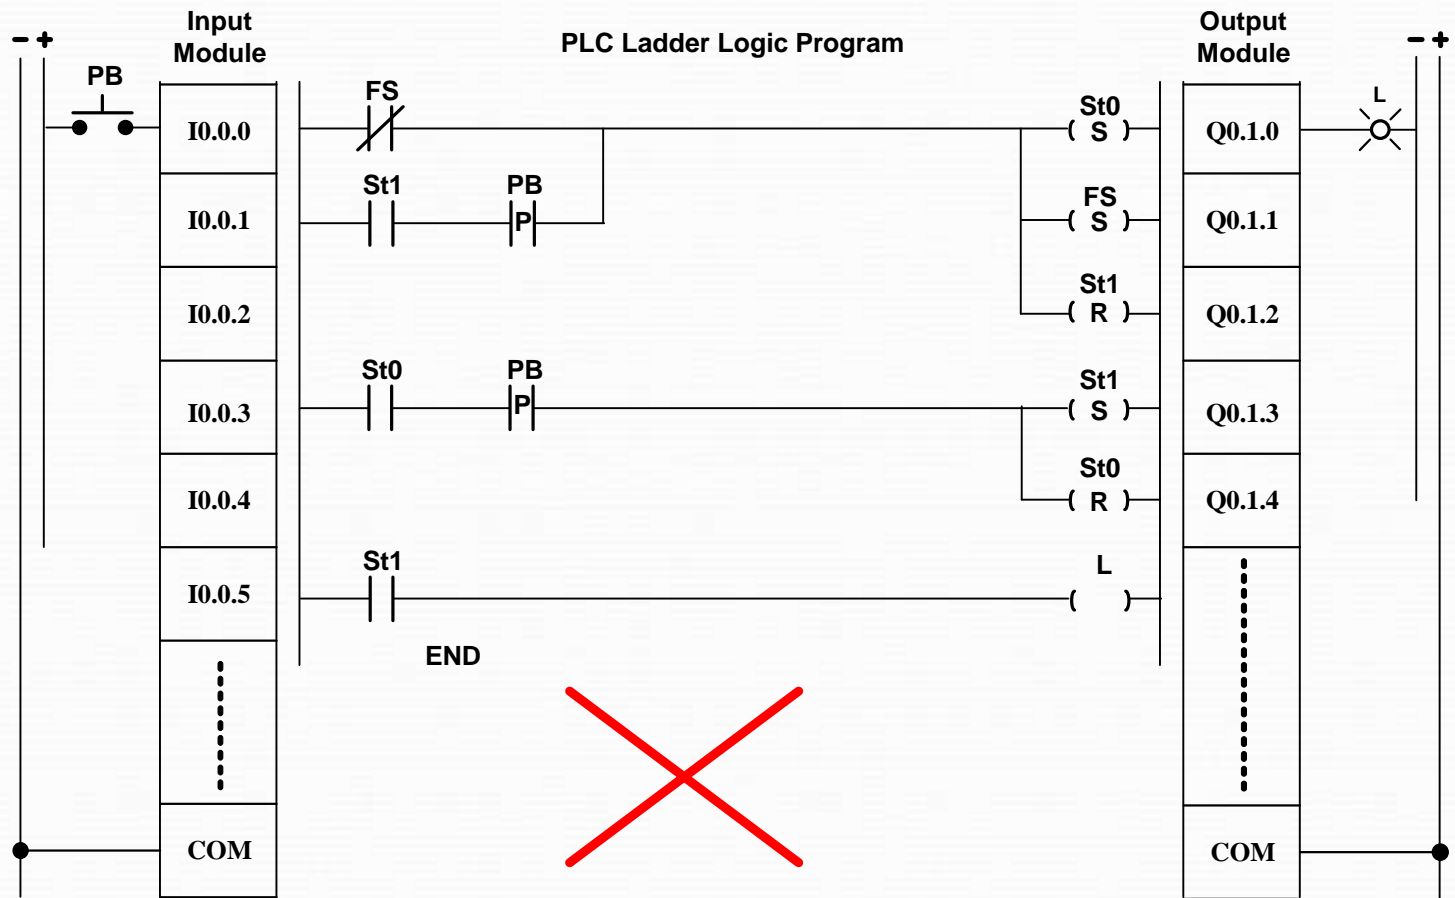 Input
Module
PLC Ladder Logic Program
Output
Module
− +
− +
PB
I0.0.0
I0.0.1
I0.0.2
I0.0.3
I0.0.4
I0.0.5
COM
FS
St0
S
St1
PB
P
FS
S
St1
R
St0
PB
P
St1
S
St0
R
St1
L
END
Q0.1.0
Q0.1.1
Q0.1.2
Q0.1.3
Q0.1.4
COM
L